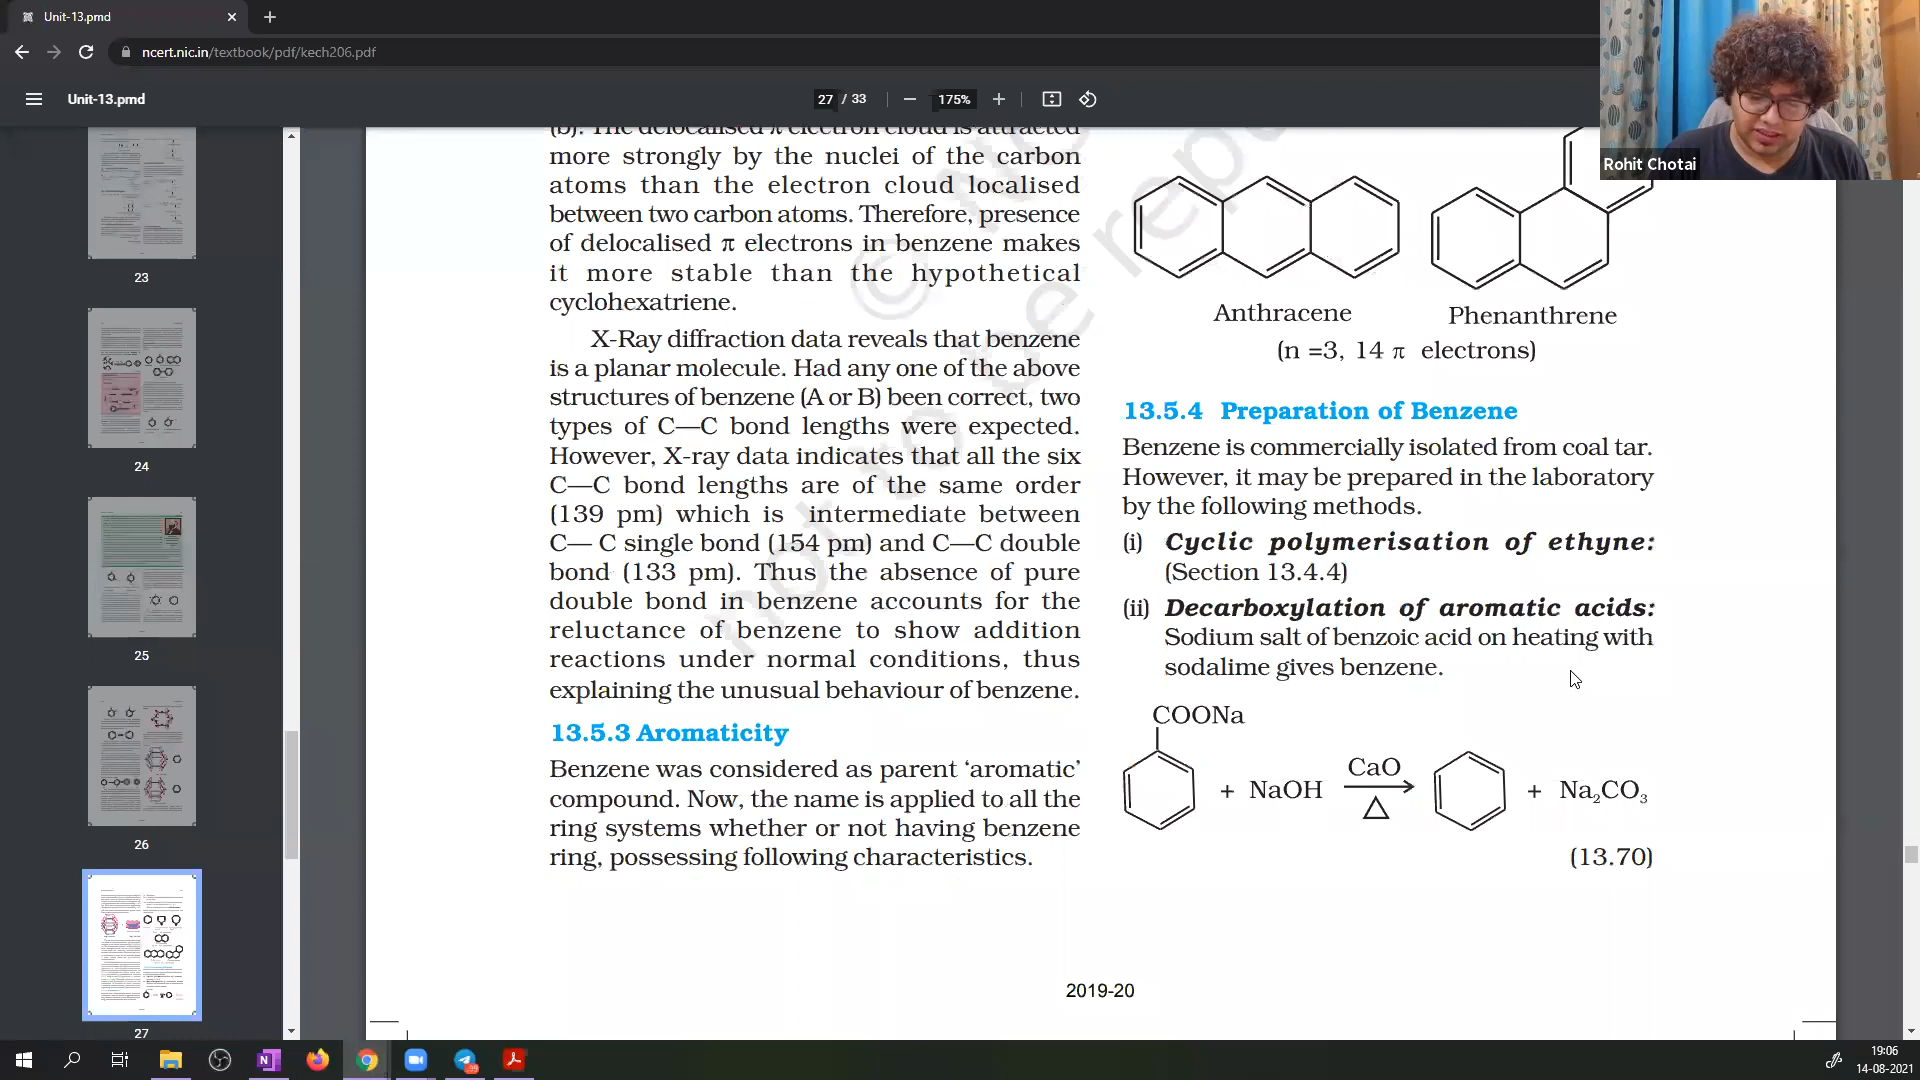 Unit-13.pmd
ncert.nic.in/textbook/pdf/kech206.pdf
Unit-13.pmd
27 / 33
175%
Rohit Chotai
23
24
25
26
27
(b). The delocalised π electron cloud is attracted
more strongly by the nuclei of the carbon
atoms than the electron cloud localised
between two carbon atoms. Therefore, presence
of delocalised π electrons in benzene makes
it more stable than the hypothetical
cyclohexatriene.
X-Ray diffraction data reveals that benzene
is a planar molecule. Had any one of the above
structures of benzene (A or B) been correct, two
types of C—C bond lengths were expected.
However, X-ray data indicates that all the six
C—C bond lengths are of the same order
(139 pm) which is intermediate between
C— C single bond (154 pm) and C—C double
bond (133 pm). Thus the absence of pure
double bond in benzene accounts for the
reluctance of benzene to show addition
reactions under normal conditions, thus
explaining the unusual behaviour of benzene.
13.5.3 Aromaticity
Benzene was considered as parent ‘aromatic’
compound. Now, the name is applied to all the
ring systems whether or not having benzene
ring, possessing following characteristics.
Anthracene
Phenanthrene
(n =3, 14 π electrons)
13.5.4 Preparation of Benzene
Benzene is commercially isolated from coal tar.
However, it may be prepared in the laboratory
by the following methods.
(i) Cyclic polymerisation of ethyne:
(Section 13.4.4)
(ii) Decarboxylation of aromatic acids:
Sodium salt of benzoic acid on heating with
sodalime gives benzene.
COONa
+ NaOH CaO △ + Na₂CO₃
(13.70)
not to be
©
2019-20
19:06
14-08-2021